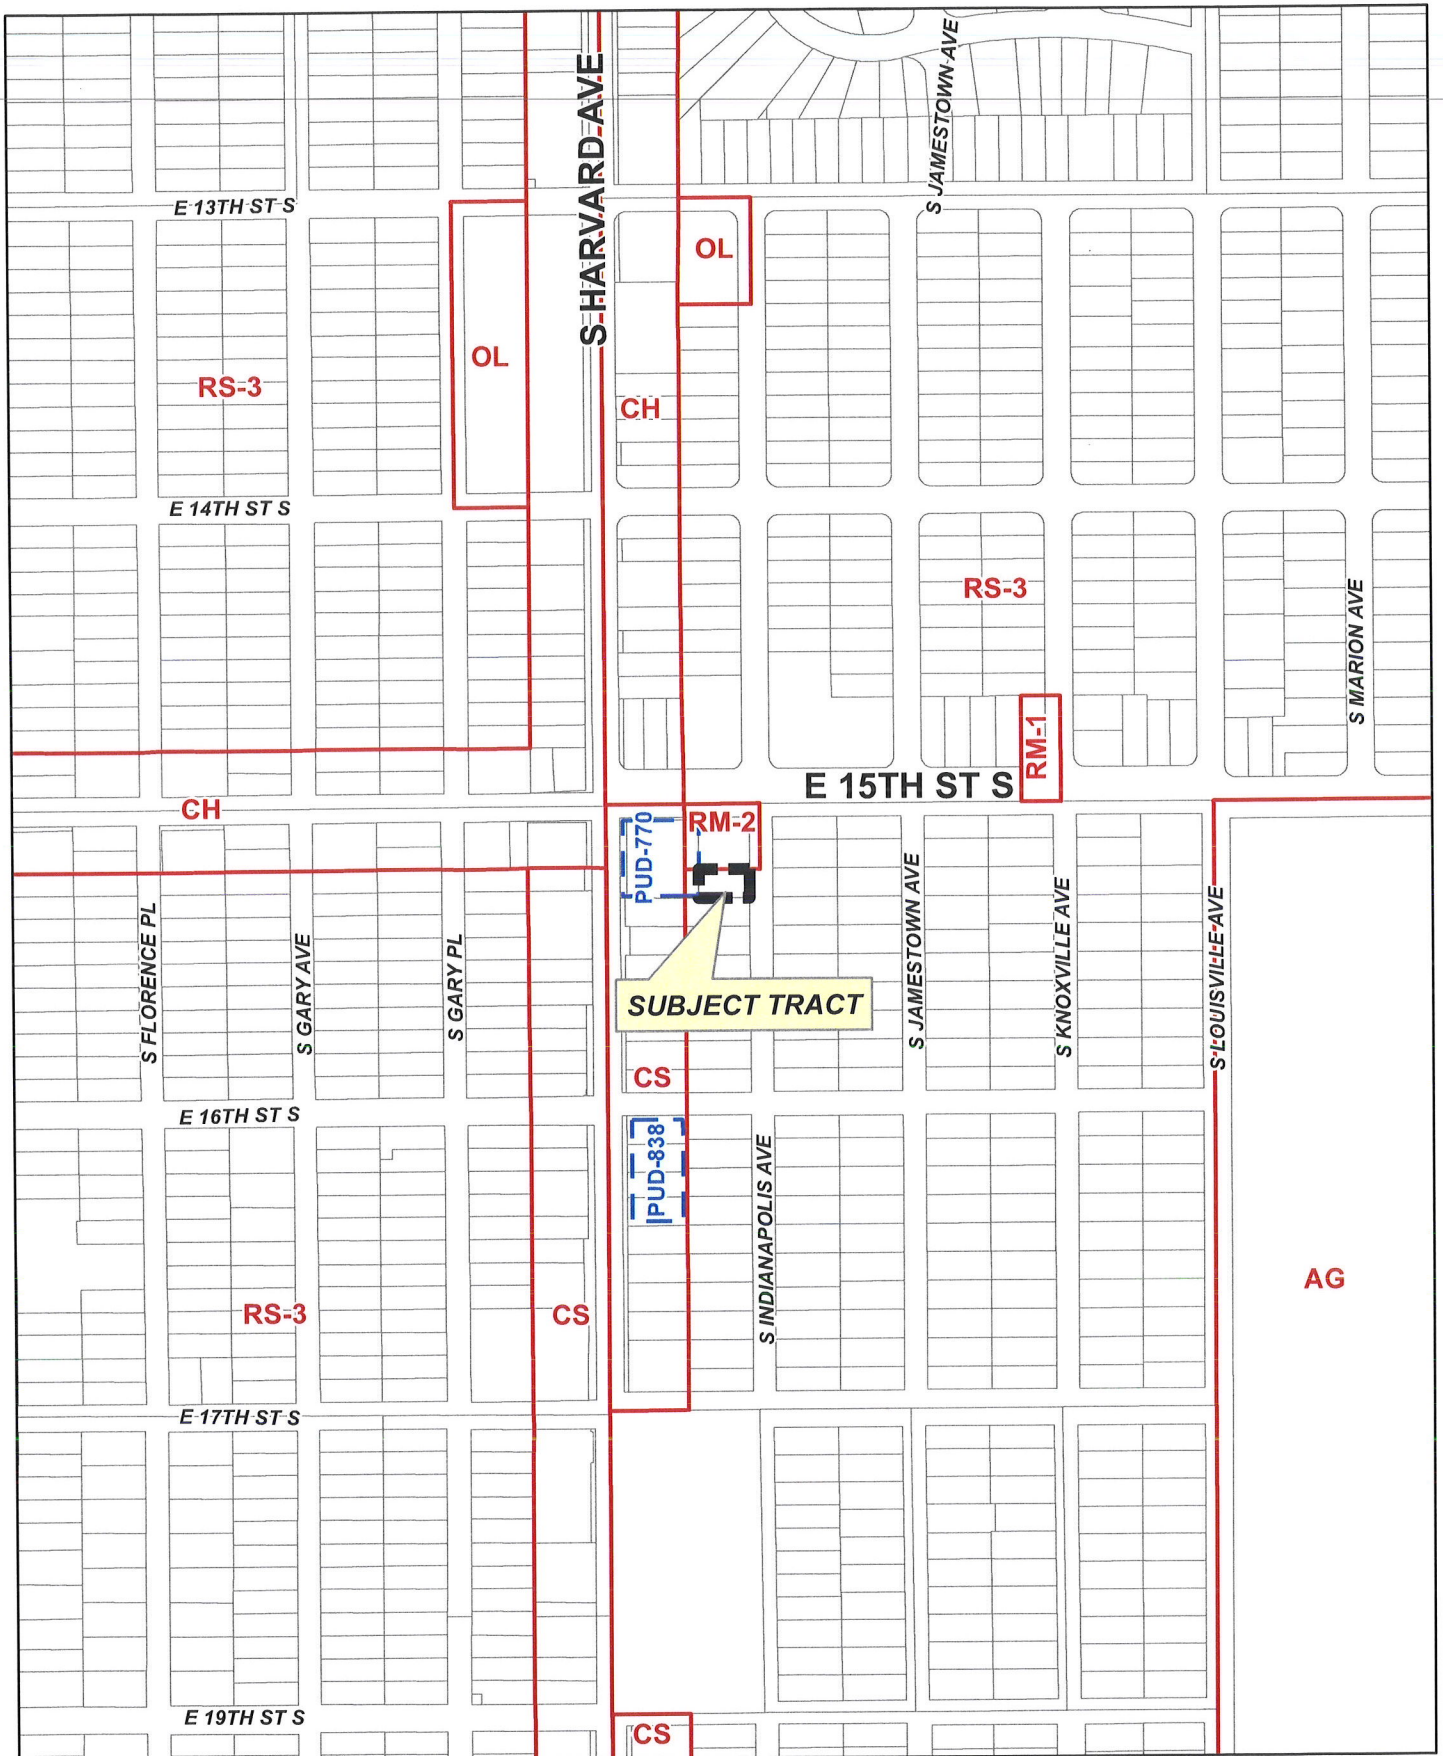 S HARVARD AVE
S JAMESTOWN AVE
E 13TH ST S
OL
OL
RS-3
CH
E 14TH ST S
RS-3
S MARION AVE
RM-1
E 15TH ST S
CH
PUD-770
RM-2
S FLORENCE PL
S GARY AVE
S GARY PL
SUBJECT TRACT
S JAMESTOWN AVE
S KNOXVILLE AVE
S LOUISVILLE AVE
CS
E 16TH ST S
PUD-838
S INDIANAPOLIS AVE
AG
RS-3
CS
E 17TH ST S
E 19TH ST S
CS